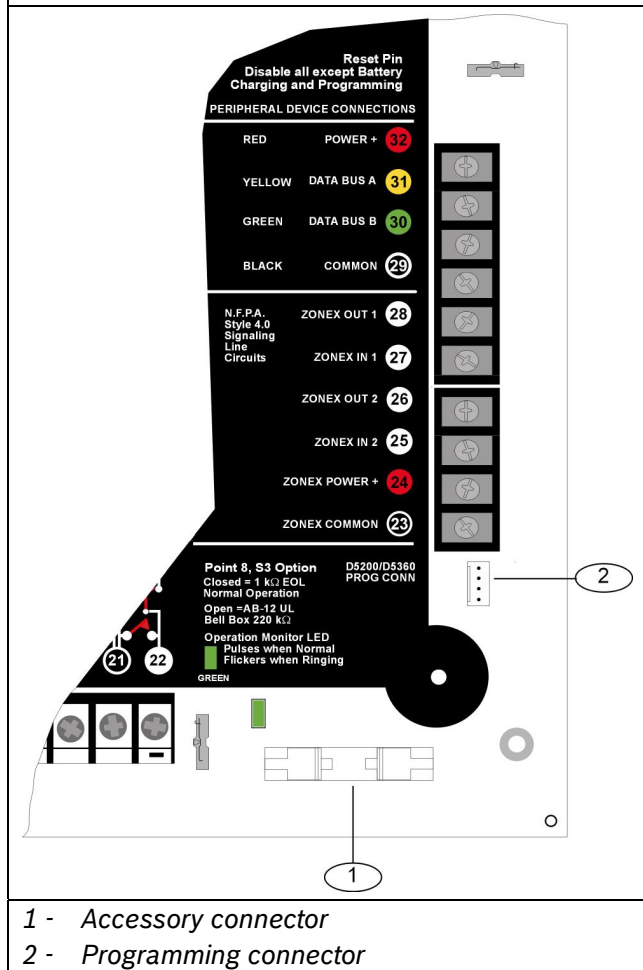 Reset Pin
Disable all except Battery
Charging and Programming
PERIPHERAL DEVICE CONNECTIONS
RED POWER + 32
YELLOW DATA BUS A 31
GREEN DATA BUS B 30
BLACK COMMON 29
N.F.P.A.
Style 4.0
Signaling
Line
Circuits
ZONEX OUT 1 28
ZONEX IN 1 27
ZONEX OUT 2 26
ZONEX IN 2 25
ZONEX POWER + 24
ZONEX COMMON 23
Point 8, S3 Option
Closed = 1 kΩ EOL
Normal Operation
Open =AB-12 UL
Bell Box 220 kΩ
D5200/D5360
PROG CONN
Operation Monitor LED
Pulses when Normal
Flickers when Ringing
GREEN
21 22
2
1
1 - Accessory connector
2 - Programming connector